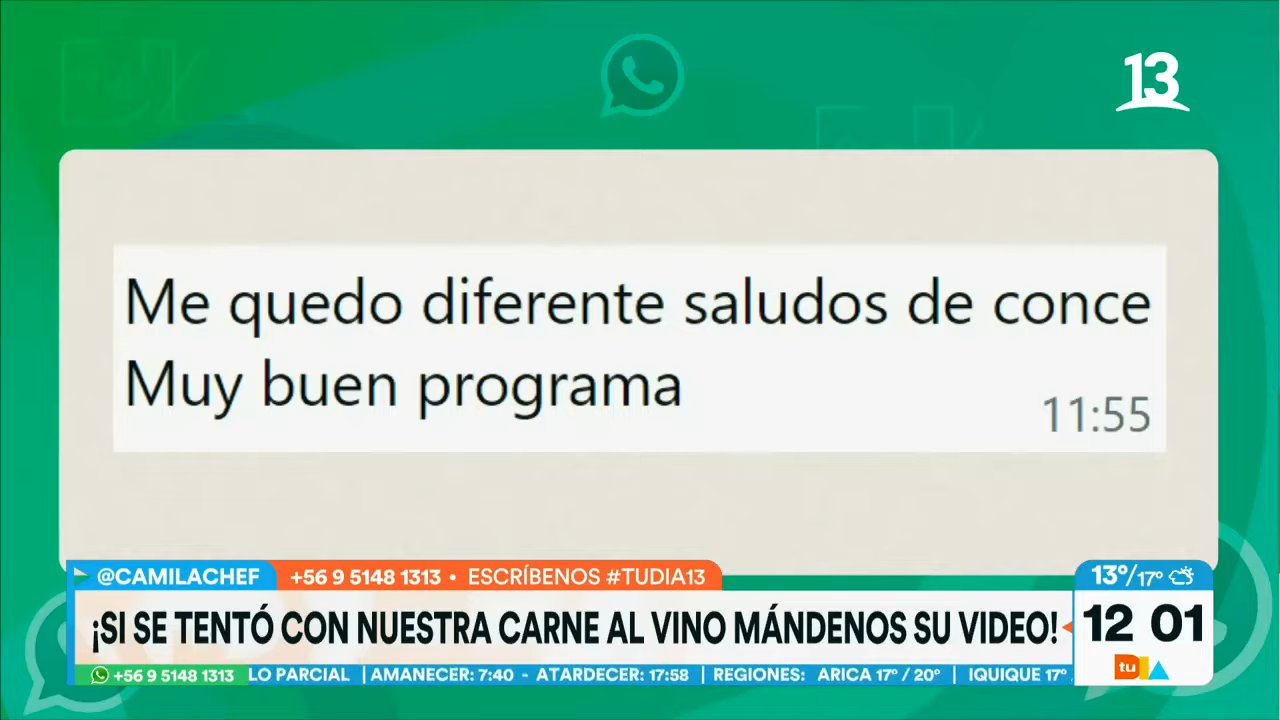 13
Me quedo diferente saludos de conce
Muy buen programa
11:55
@CAMILACHEF
+56 9 5148 1313 • ESCRÍBENOS #TUDIA13
13°/17°
¡SI SE TENTÓ CON NUESTRA CARNE AL VINO MÁNDENOS SU VIDEO!
12 01
+56 9 5148 1313
LO PARCIAL | AMANECER: 7:40 - ATARDECER: 17:58 | REGIONES: ARICA 17° / 20° | IQUIQUE 17°
tu DIA